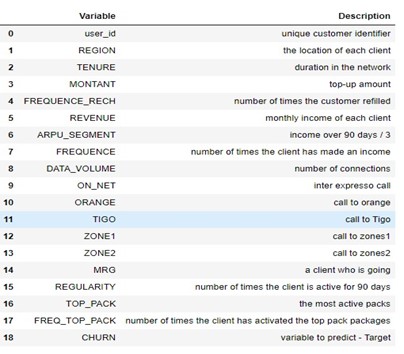 Variable Description
0 user_id unique customer identifier
1 REGION the location of each client
2 TENURE duration in the network
3 MONTANT top-up amount
4 FREQUENCE_RECH number of times the customer refilled
5 REVENUE monthly income of each client
6 ARPU_SEGMENT income over 90 days / 3
7 FREQUENCE number of times the client has made an income
8 DATA_VOLUME number of connections
9 ON_NET inter expresso call
10 ORANGE call to orange
11 TIGO call to Tigo
12 ZONE1 call to zones1
13 ZONE2 call to zones2
14 MRG a client who is going
15 REGULARITY number of times the client is active for 90 days
16 TOP_PACK the most active packs
17 FREQ_TOP_PACK number of times the client has activated the top pack packages
18 CHURN variable to predict - Target